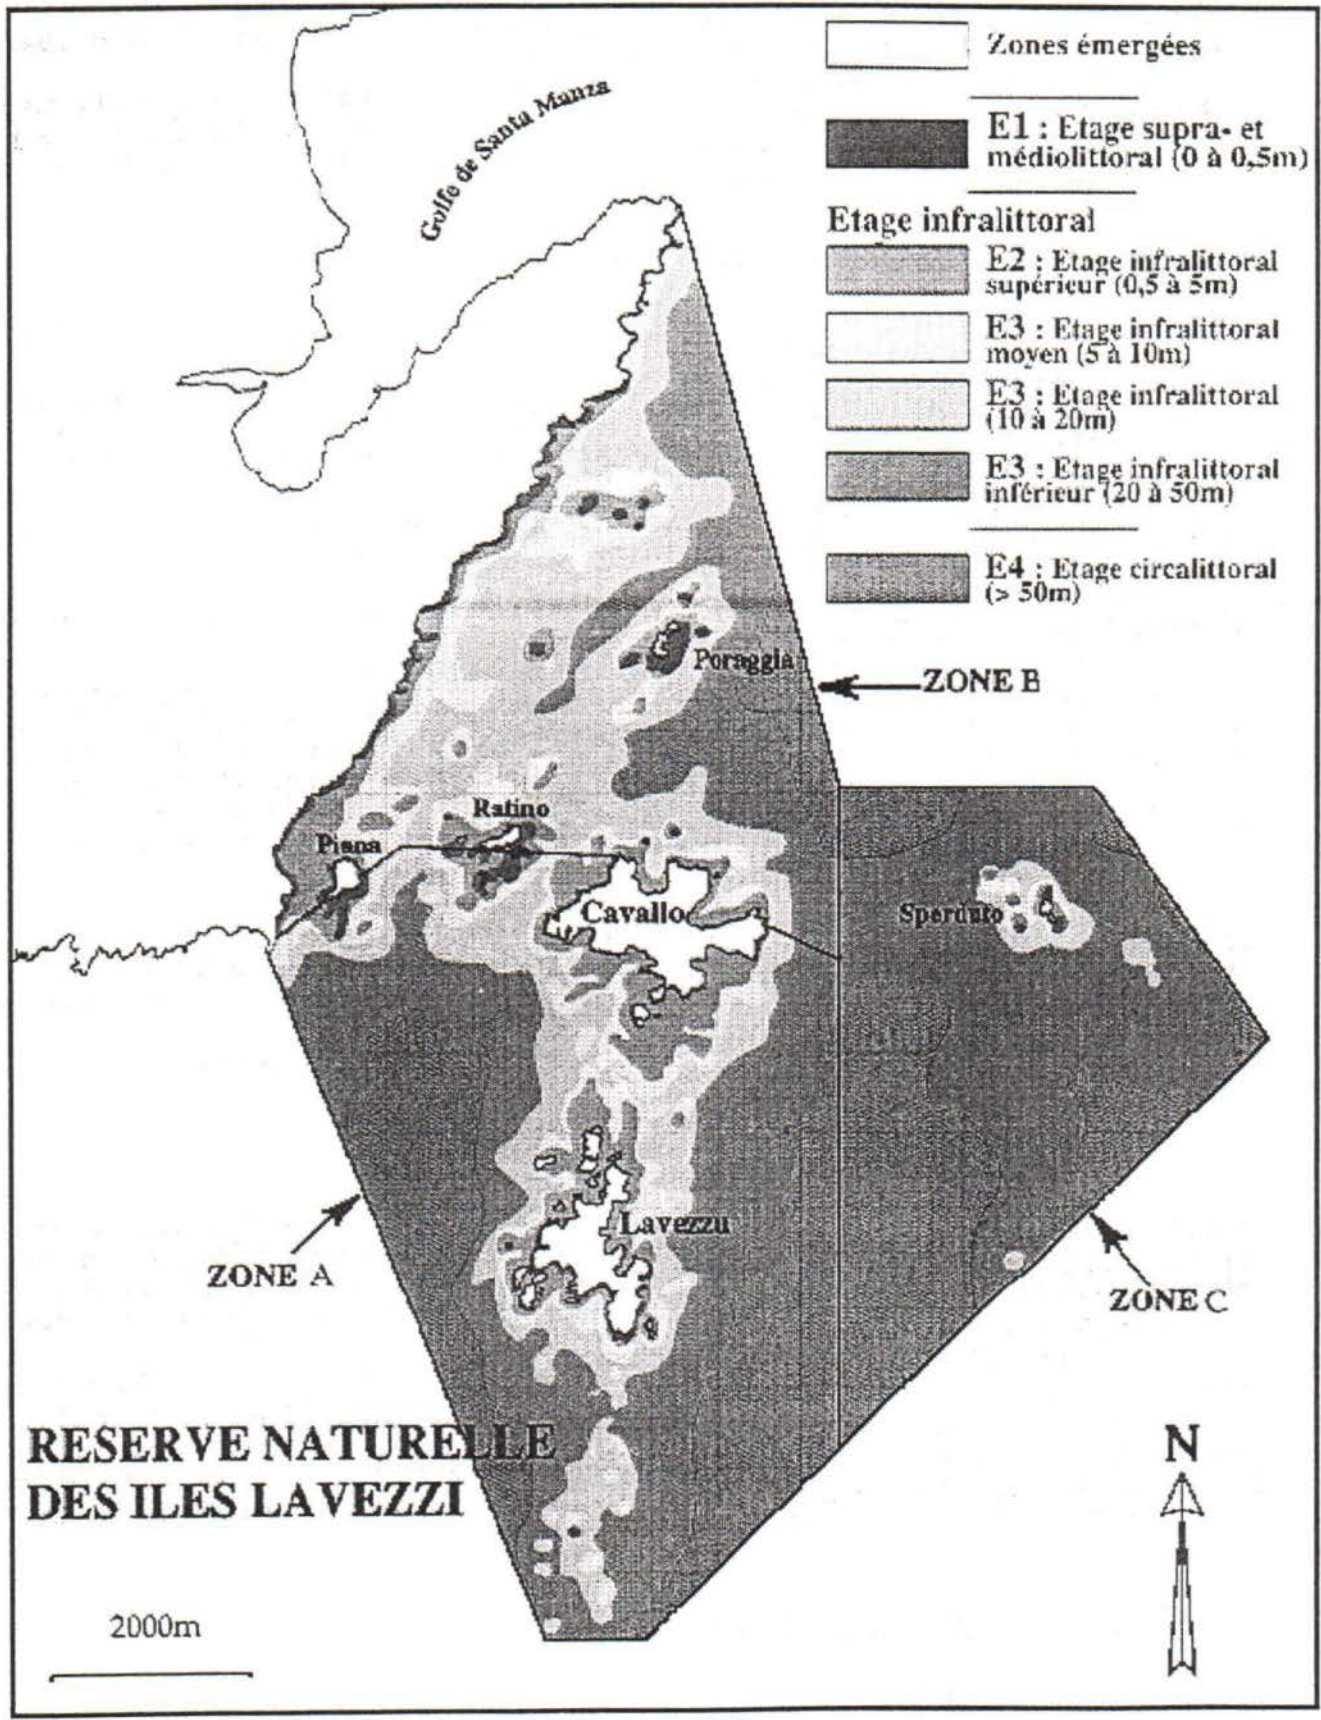 Zones émergées
E1 : Etage supra- et
médiolittoral (0 à 0,5m)
Etage infralittoral
E2 : Etage infralittoral
supérieur (0,5 à 5m)
E3 : Etage infralittoral
moyen (5 à 10m)
E3 : Etage infralittoral
(10 à 20m)
E3 : Etage infralittoral
inférieur (20 à 50m)
E4 : Etage circalittoral
(> 50m)
Golfe de Santa Manza
Poraggia
ZONE B
Ratino
Piana
Cavallo
Sperduto
Lavezzu
ZONE A
ZONE C
RESERVE NATURELLE
DES ILES LAVEZZI
N
2000m